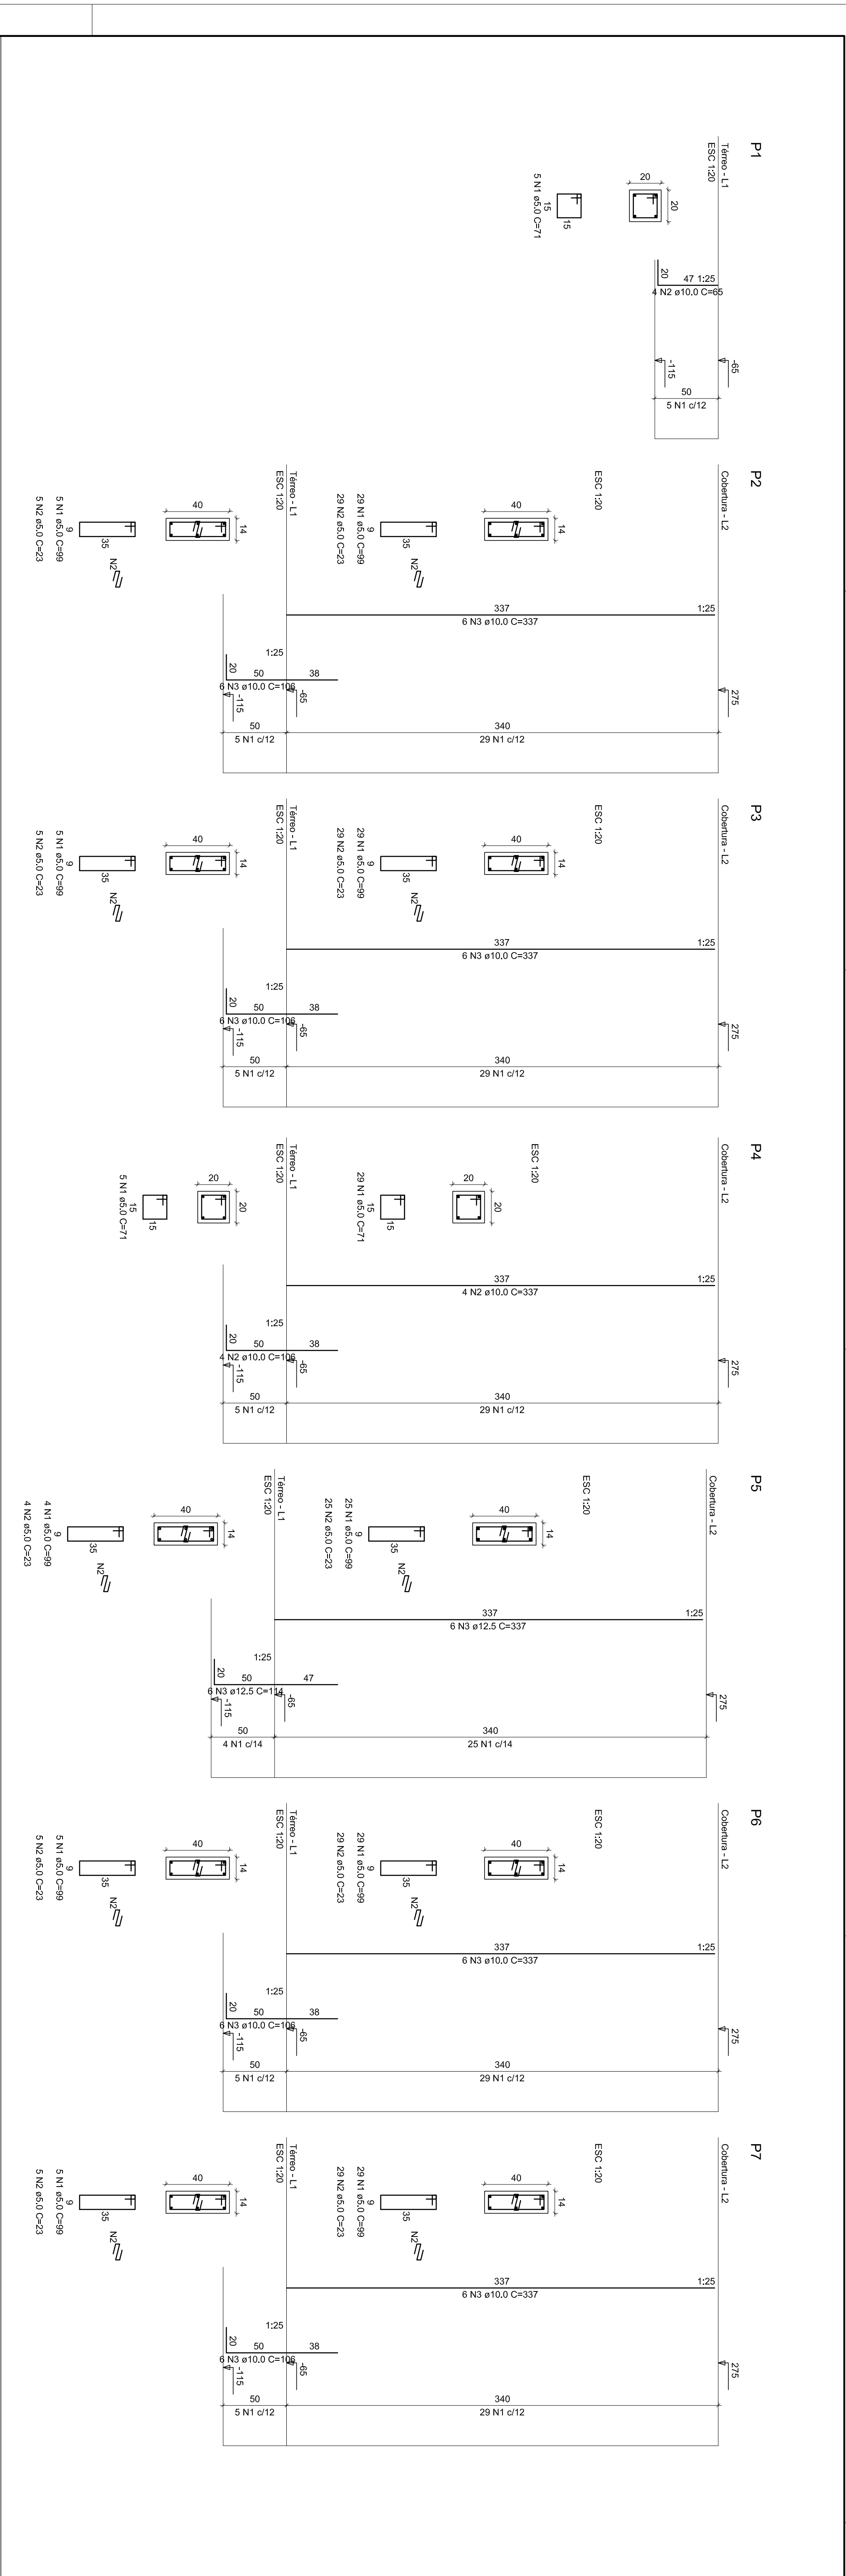 P1
Térreo - L1
ESC 1:20
20
20
15
15
5 N1 ø5.0 C=71
20
47 1:25
4 N2 ø10.0 C=65
-65
-115
50
5 N1 c/12
P2
Cobertura - L2
ESC 1:20
40
14
9
35
N2
29 N1 ø5.0 C=99
29 N2 ø5.0 C=23
337
1:25
6 N3 ø10.0 C=337
275
340
29 N1 c/12
Térreo - L1
ESC 1:20
40
14
9
35
N2
5 N1 ø5.0 C=99
5 N2 ø5.0 C=23
1:25
20
50
38
6 N3 ø10.0 C=106
-65
-115
50
5 N1 c/12
P3
Cobertura - L2
ESC 1:20
40
14
9
35
N2
29 N1 ø5.0 C=99
29 N2 ø5.0 C=23
337
1:25
6 N3 ø10.0 C=337
275
340
29 N1 c/12
Térreo - L1
ESC 1:20
40
14
9
35
N2
5 N1 ø5.0 C=99
5 N2 ø5.0 C=23
1:25
20
50
38
6 N3 ø10.0 C=106
-65
-115
50
5 N1 c/12
P4
Cobertura - L2
ESC 1:20
20
20
15
15
29 N1 ø5.0 C=71
337
1:25
4 N2 ø10.0 C=337
275
340
29 N1 c/12
Térreo - L1
ESC 1:20
20
20
15
15
5 N1 ø5.0 C=71
1:25
20
50
38
4 N2 ø10.0 C=106
-65
-115
50
5 N1 c/12
P5
Cobertura - L2
ESC 1:20
40
14
9
35
N2
25 N1 ø5.0 C=99
25 N2 ø5.0 C=23
337
1:25
6 N3 ø12.5 C=337
275
340
25 N1 c/14
Térreo - L1
ESC 1:20
40
14
9
35
N2
4 N1 ø5.0 C=99
4 N2 ø5.0 C=23
1:25
20
50
47
6 N3 ø12.5 C=114
-65
-115
50
4 N1 c/14
P6
Cobertura - L2
ESC 1:20
40
14
9
35
N2
29 N1 ø5.0 C=99
29 N2 ø5.0 C=23
337
1:25
6 N3 ø10.0 C=337
275
340
29 N1 c/12
Térreo - L1
ESC 1:20
40
14
9
35
N2
5 N1 ø5.0 C=99
5 N2 ø5.0 C=23
1:25
20
50
38
6 N3 ø10.0 C=106
-65
-115
50
5 N1 c/12
P7
Cobertura - L2
ESC 1:20
40
14
9
35
N2
29 N1 ø5.0 C=99
29 N2 ø5.0 C=23
337
1:25
6 N3 ø10.0 C=337
275
340
29 N1 c/12
Térreo - L1
ESC 1:20
40
14
9
35
N2
5 N1 ø5.0 C=99
5 N2 ø5.0 C=23
1:25
20
50
38
6 N3 ø10.0 C=106
-65
-115
50
5 N1 c/12